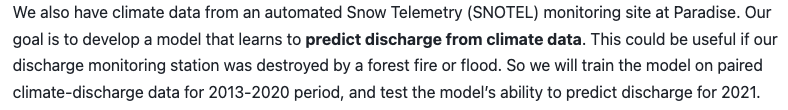 We also have climate data from an automated Snow Telemetry (SNOTEL) monitoring site at Paradise. Our
goal is to develop a model that learns to predict discharge from climate data. This could be useful if our
discharge monitoring station was destroyed by a forest fire or flood. So we will train the model on paired
climate-discharge data for 2013-2020 period, and test the model’s ability to predict discharge for 2021.